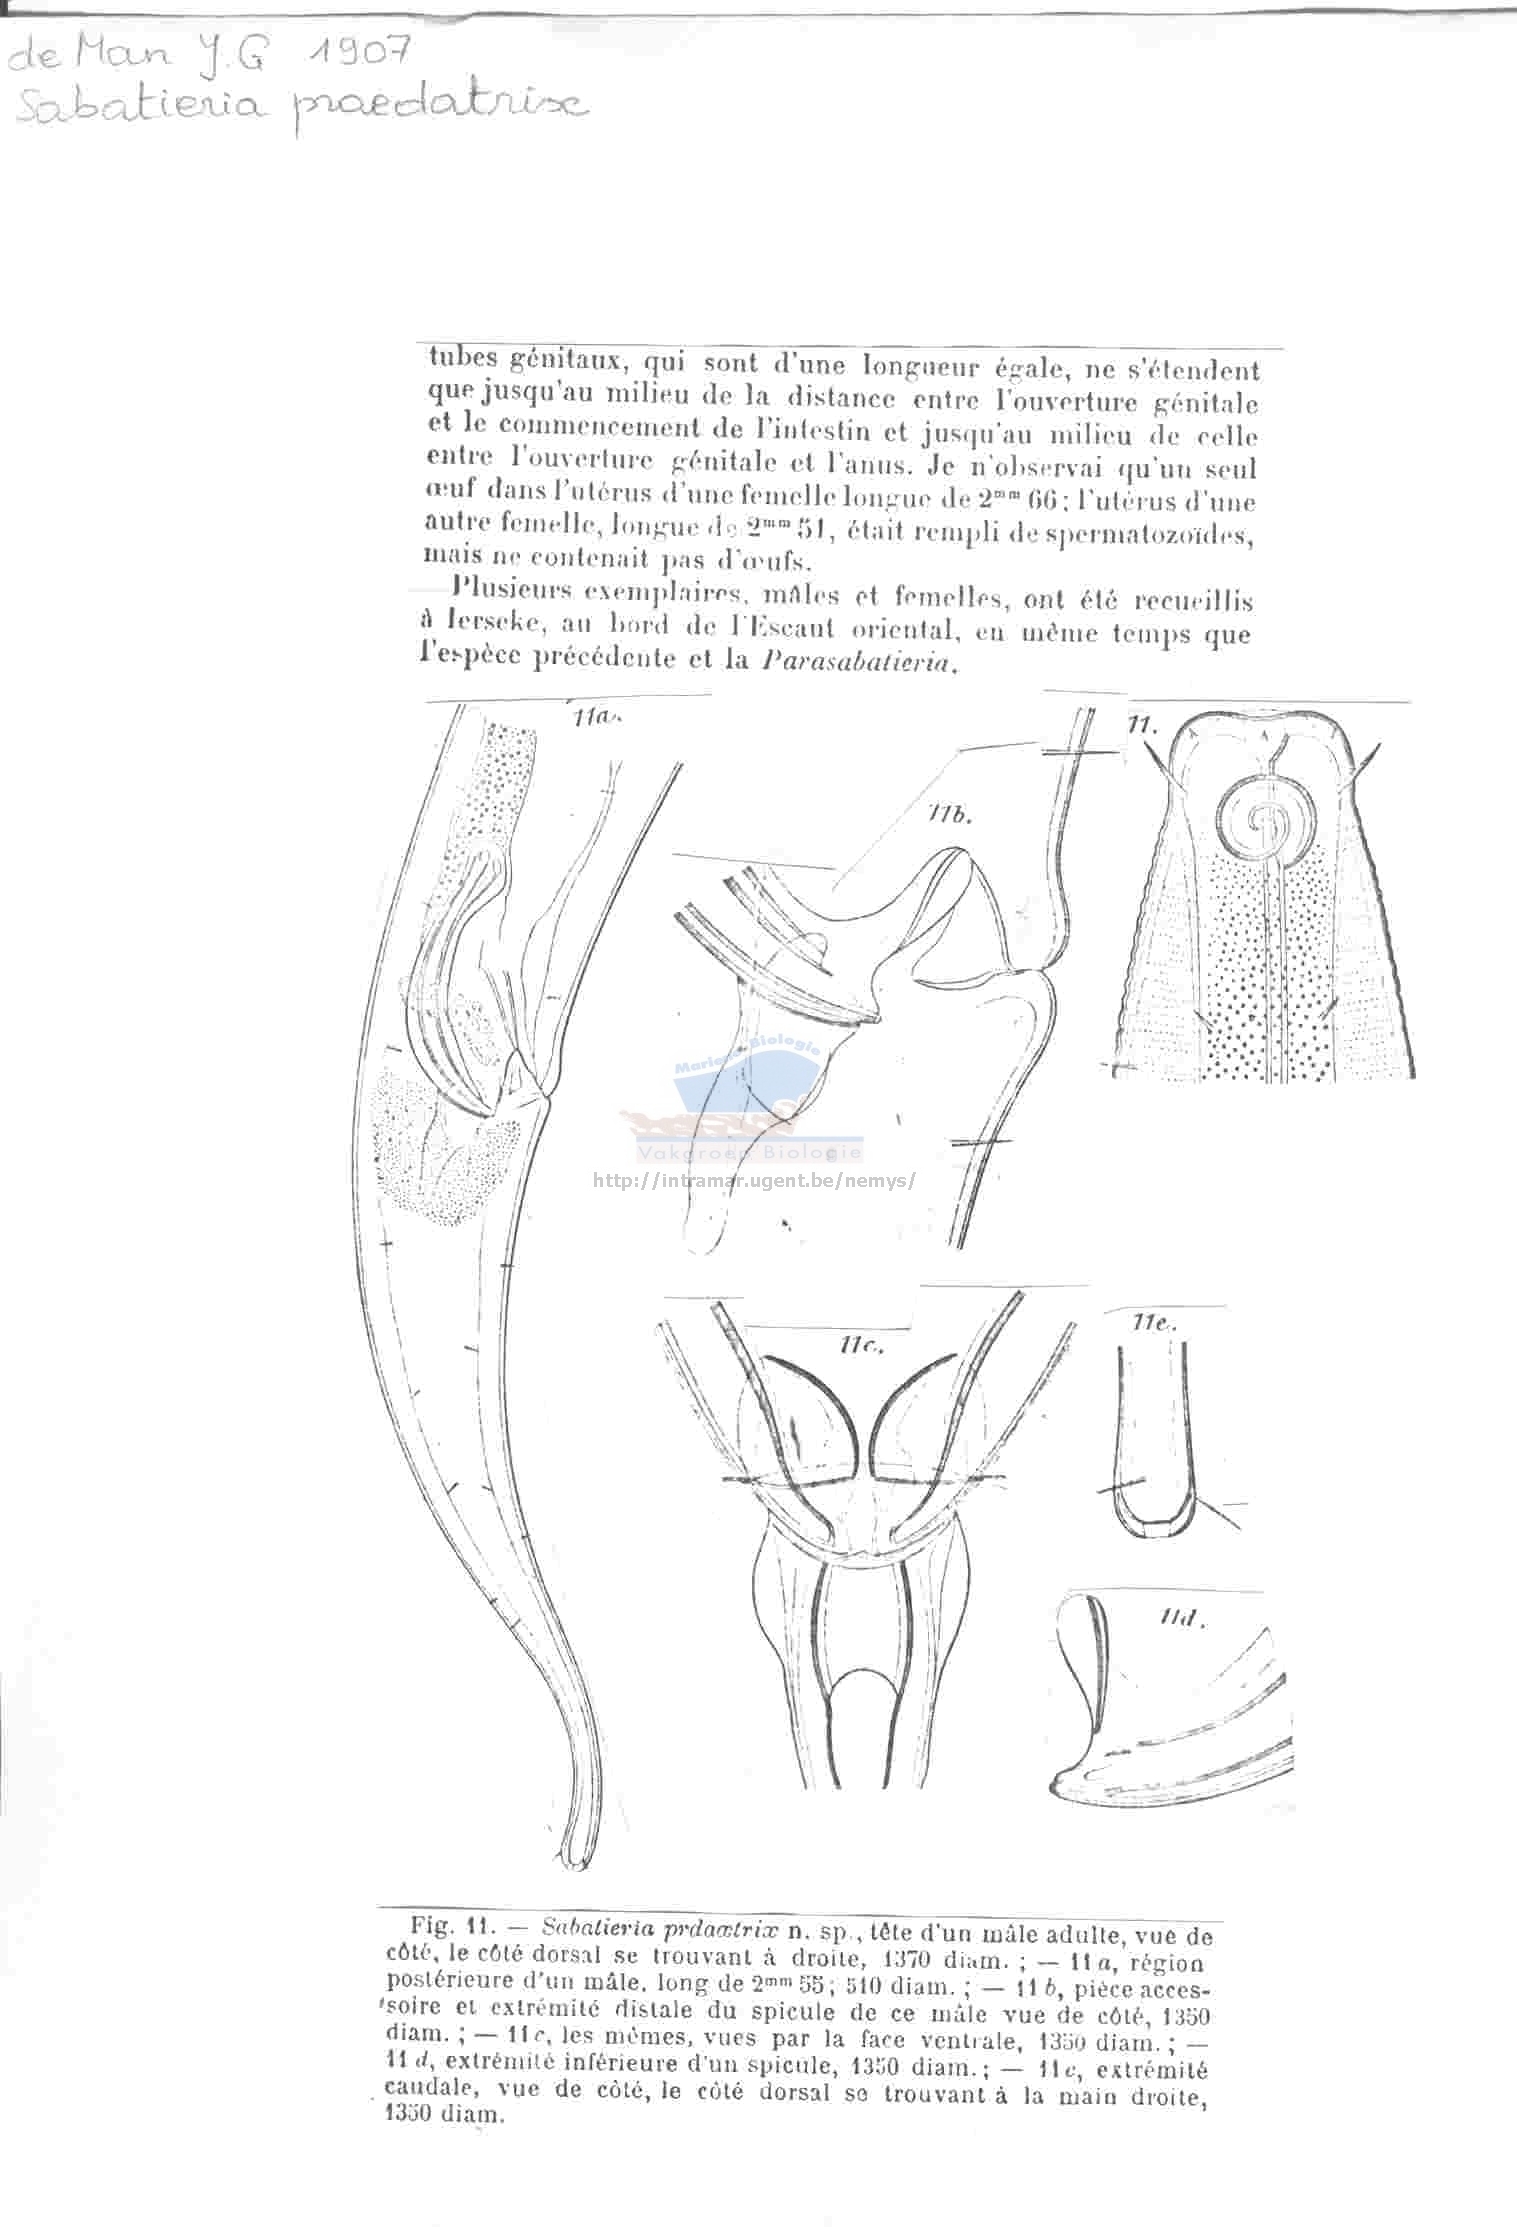 de Man J.G 1907
Sabatieria praedatrix
tubes génitaux, qui sont d'une longueur égale, ne s'étendent
que jusqu'au milieu de la distance entre l'ouverture génitale
et le commencement de l'intestin et jusqu'au milieu de celle
entre l'ouverture génitale et l'anus. Je n'observai qu'un seul
œuf dans l'utérus d'une femelle longue de 2ᵐᵐ 66; l'utérus d'une
autre femelle, longue de 2ᵐᵐ 51, était rempli de spermatozoïdes,
mais ne contenait pas d'œufs.
Plusieurs exemplaires, mâles et femelles, ont été recueillis
à Ierseke, au bord de l'Escaut oriental, en même temps que
l'espèce précédente et la Parasabatieria.
11a.
11.
11b.
Mariene Biologie
Vakgroep Biologie
http://intramar.ugent.be/nemys/
11c.
11e.
11d.
Fig. 11. — Sabatieria prdaœtrix n. sp., tête d'un mâle adulte, vue de
côté, le côté dorsal se trouvant à droite, 1370 diam. ; — 11 a, région
postérieure d'un mâle, long de 2ᵐᵐ 55; 510 diam. ; — 11 b, pièce acces-
soire et extrémité distale du spicule de ce mâle vue de côté, 1350
diam. ; — 11 c, les mêmes, vues par la face ventrale, 1350 diam. ; —
11 d, extrémité inférieure d'un spicule, 1350 diam.; — 11 e, extrémité
caudale, vue de côté, le côté dorsal se trouvant à la main droite,
1350 diam.